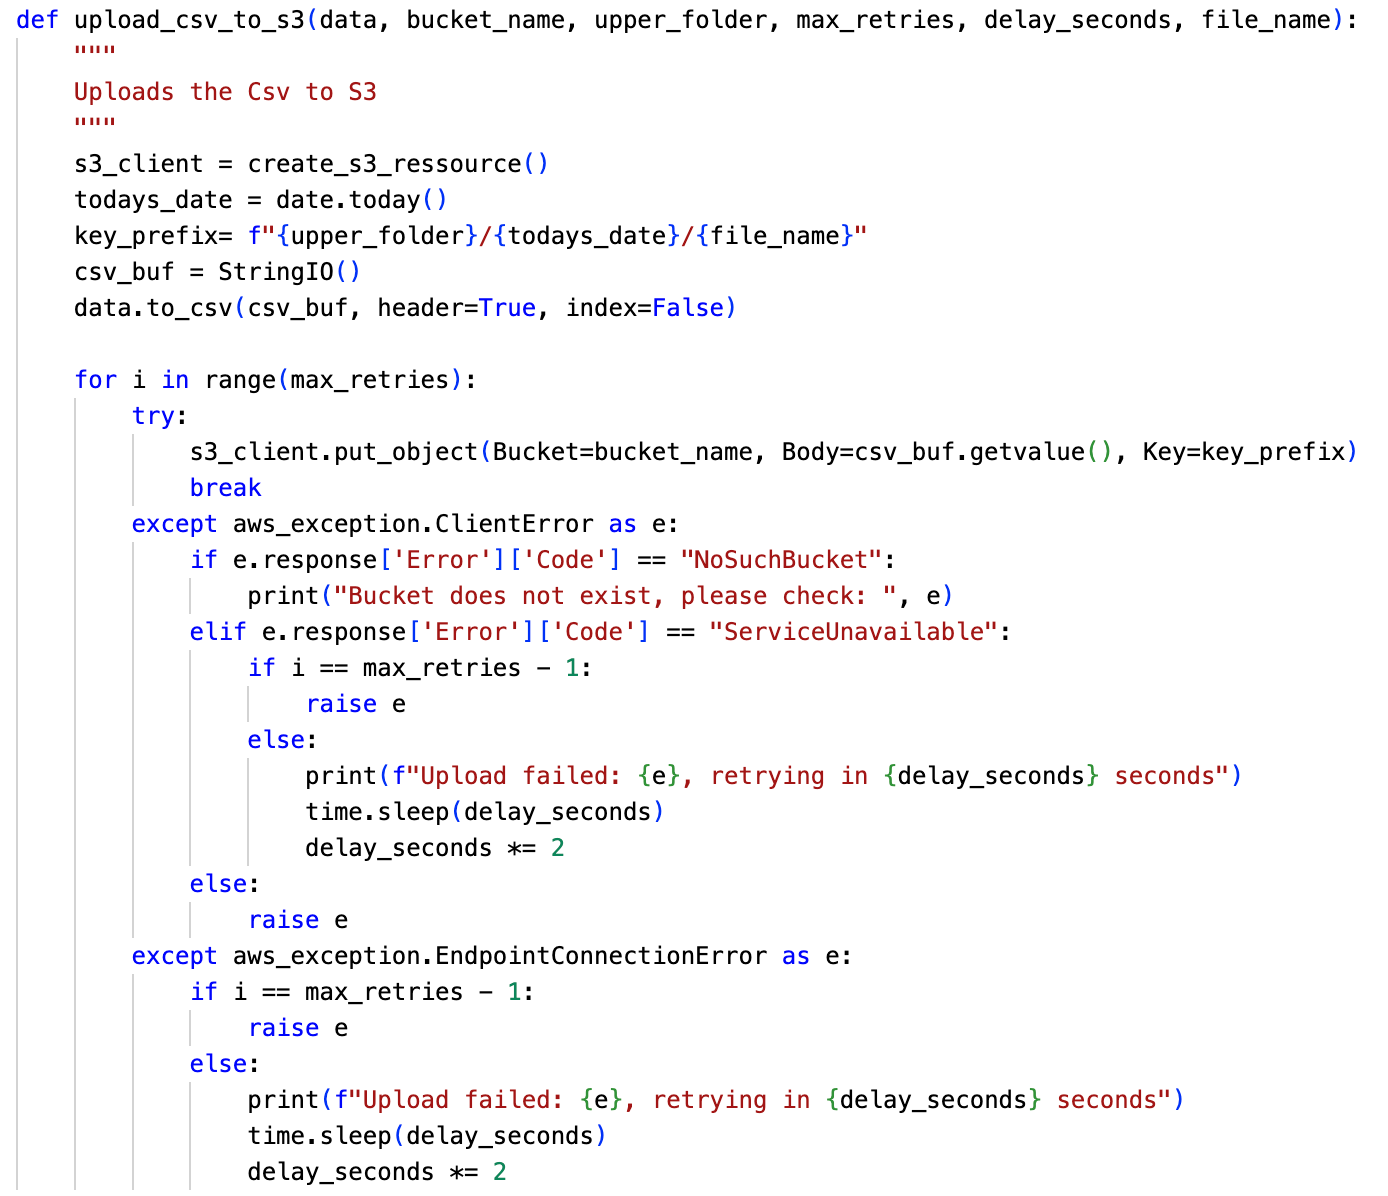 def upload_csv_to_s3(data, bucket_name, upper_folder, max_retries, delay_seconds, file_name):
    """
    Uploads the Csv to S3
    """
    s3_client = create_s3_ressource()
    todays_date = date.today()
    key_prefix= f"{upper_folder}/{todays_date}/{file_name}"
    csv_buf = StringIO()
    data.to_csv(csv_buf, header=True, index=False)

    for i in range(max_retries):
        try:
            s3_client.put_object(Bucket=bucket_name, Body=csv_buf.getvalue(), Key=key_prefix)
            break
        except aws_exception.ClientError as e:
            if e.response['Error']['Code'] == "NoSuchBucket":
                print("Bucket does not exist, please check: ", e)
            elif e.response['Error']['Code'] == "ServiceUnavailable":
                if i == max_retries - 1:
                    raise e
                else:
                    print(f"Upload failed: {e}, retrying in {delay_seconds} seconds")
                    time.sleep(delay_seconds)
                    delay_seconds *= 2
            else:
                raise e
        except aws_exception.EndpointConnectionError as e:
            if i == max_retries - 1:
                raise e
            else:
                print(f"Upload failed: {e}, retrying in {delay_seconds} seconds")
                time.sleep(delay_seconds)
                delay_seconds *= 2